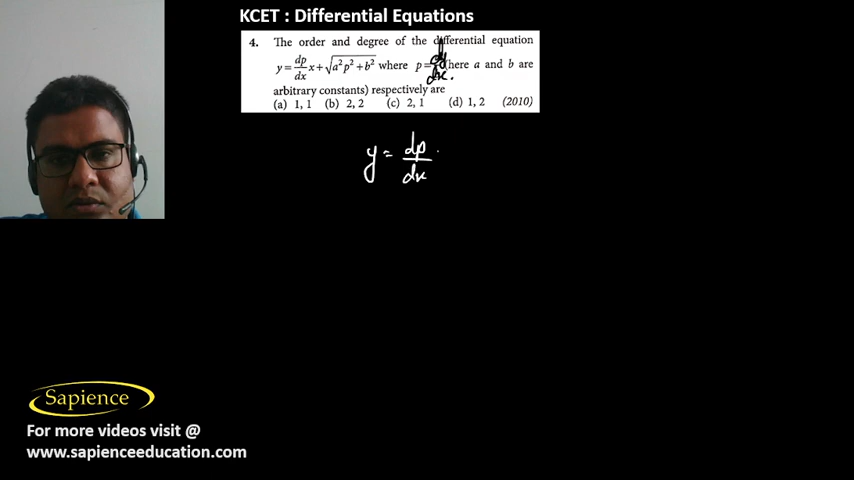 KCET : Differential Equations
4. The order and degree of the differential equation
y = dp/dx x + √(a²p² + b²) where p = dy/dx (here a and b are
arbitrary constants) respectively are
(a) 1, 1 (b) 2, 2 (c) 2, 1 (d) 1, 2 (2010)
y = dp/dx
Sapience
For more videos visit @
www.sapienceeducation.com